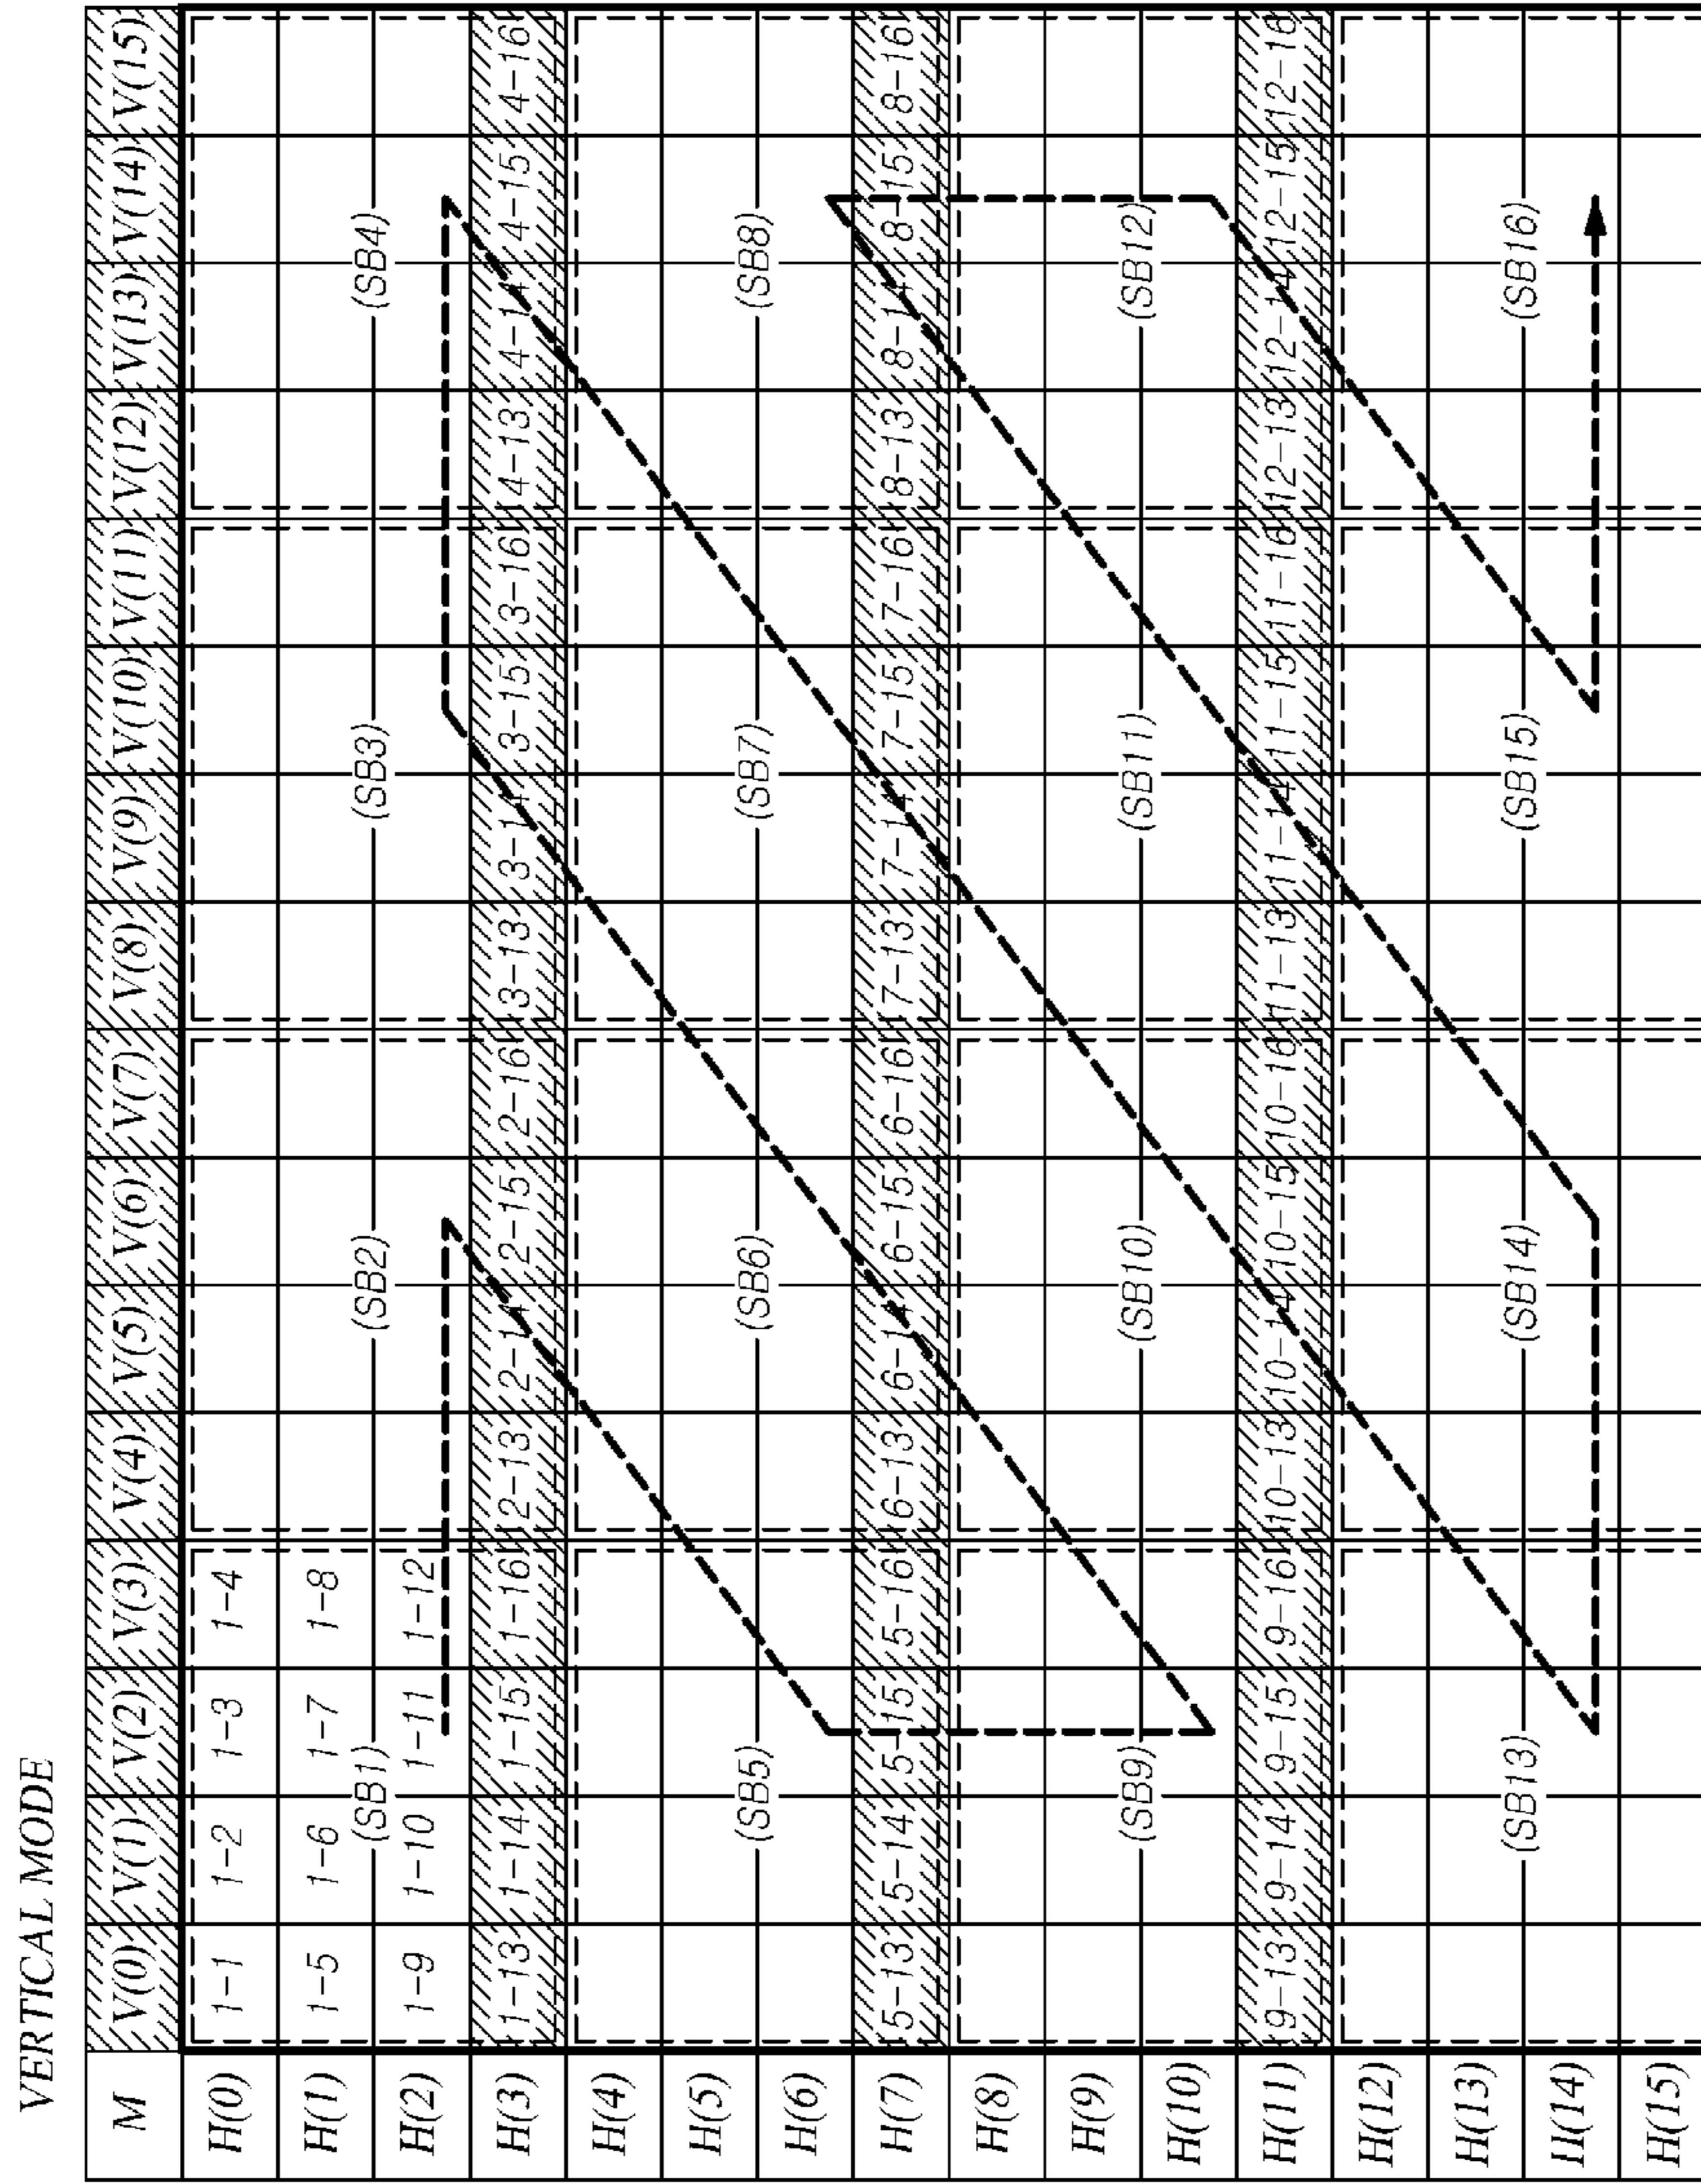 VERTICAL MODE
M V(0) V(1) V(2) V(3) V(4) V(5) V(6) V(7) V(8) V(9) V(10) V(11) V(12) V(13) V(14) V(15)
H(0) 1-1 1-2 1-3 1-4
H(1) 1-5 1-6 1-7 1-8
(SB1) (SB2) (SB3) (SB4)
H(2) 1-9 1-10 1-11 1-12
H(3) 1-13 1-14 1-15 1-16 2-13 2-14 2-15 2-16 3-13 3-14 3-15 3-16 4-13 4-14 4-15 4-16
H(4)
H(5)
(SB5) (SB6) (SB7) (SB8)
H(6)
H(7) 5-13 5-14 5-15 5-16 6-13 6-14 6-15 6-16 7-13 7-14 7-15 7-16 8-13 8-14 8-15 8-16
H(8)
H(9)
(SB9) (SB10) (SB11) (SB12)
H(10)
H(11) 9-13 9-14 9-15 9-16 10-13 10-14 10-15 10-16 11-13 11-14 11-15 11-16 12-13 12-14 12-15 12-16
H(12)
H(13)
(SB13) (SB14) (SB15) (SB16)
H(14)
H(15)